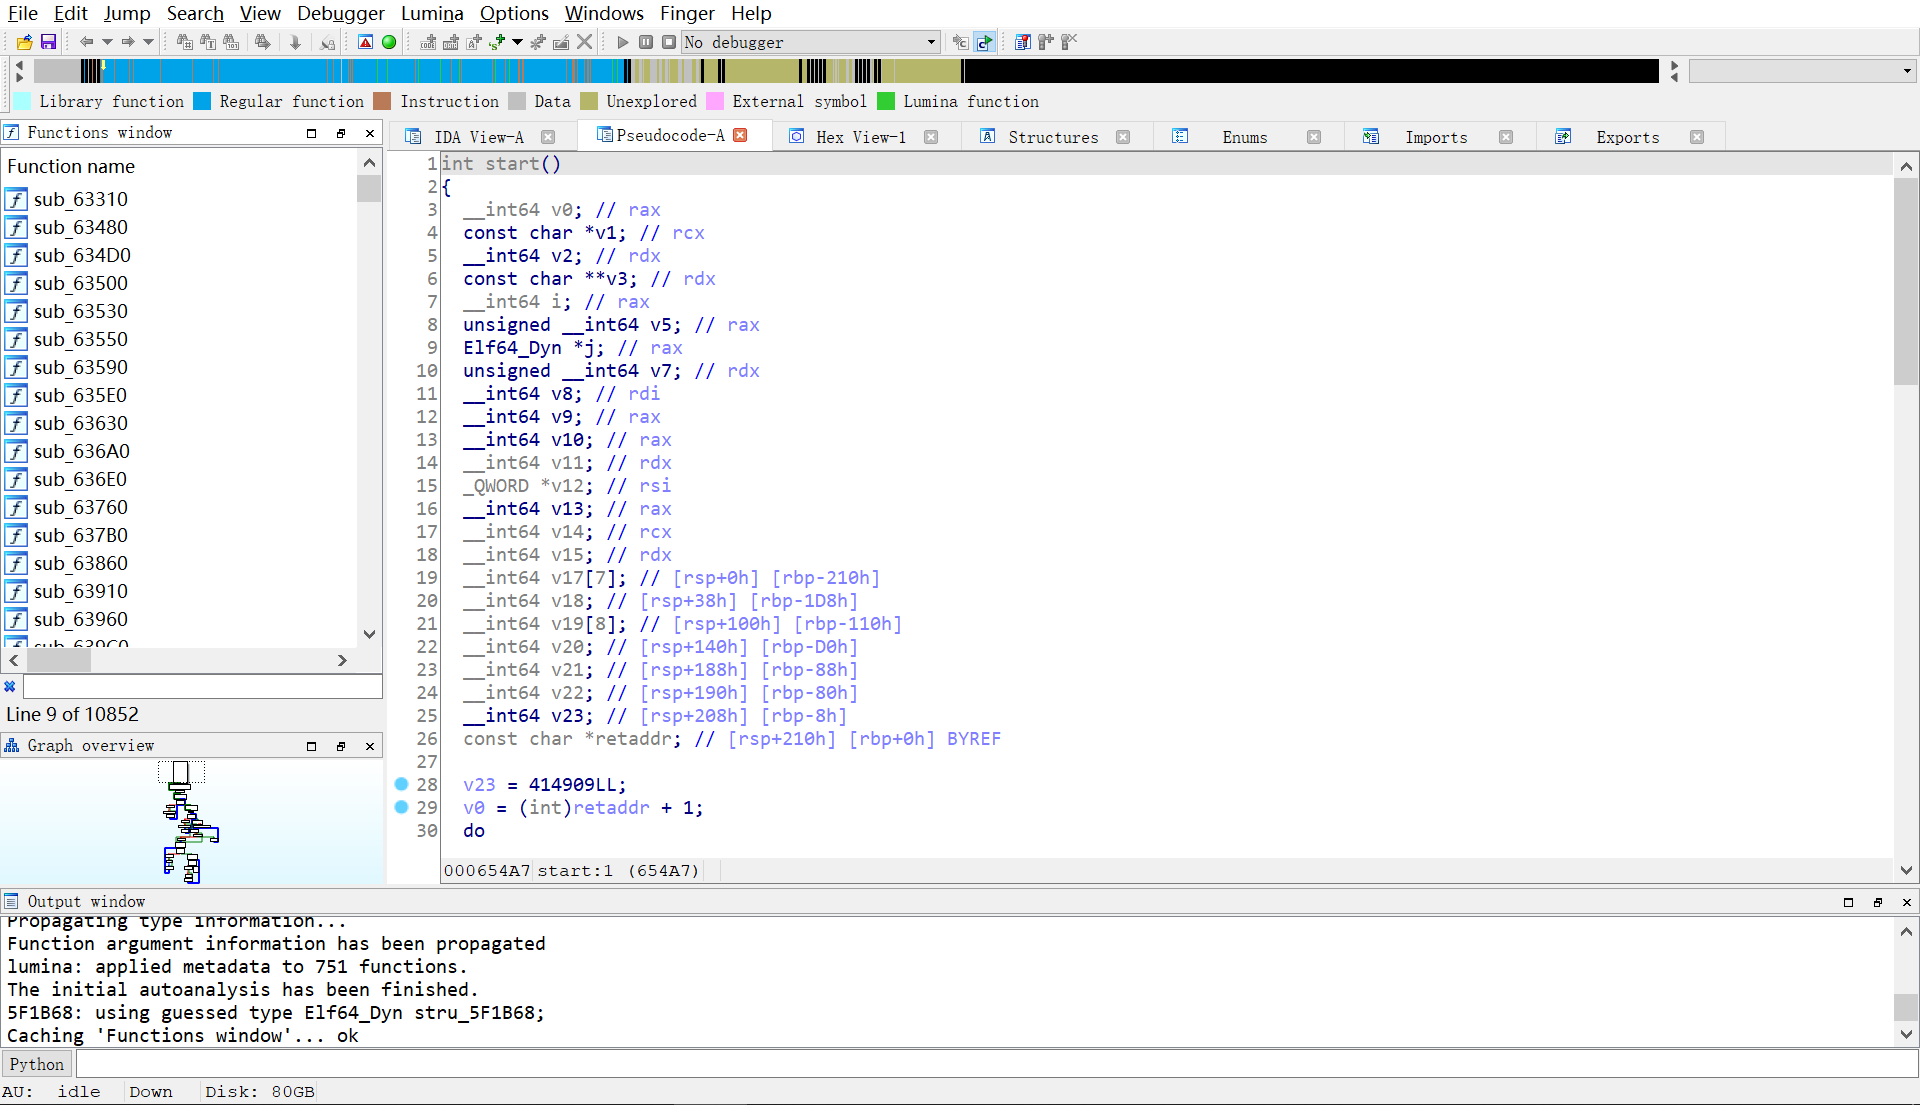 File Edit Jump Search View Debugger Lumina Options Windows Finger Help
No debugger
Library function Regular function Instruction Data Unexplored External symbol Lumina function
Functions window
IDA View-A Pseudocode-A Hex View-1 Structures Enums Imports Exports
Function name
sub_63310
sub_63480
sub_634D0
sub_63500
sub_63530
sub_63550
sub_63590
sub_635E0
sub_63630
sub_636A0
sub_636E0
sub_63760
sub_637B0
sub_63860
sub_63910
sub_63960
sub_639C0
Line 9 of 10852
Graph overview
1 int start()
2 {
3 __int64 v0; // rax
4 const char *v1; // rcx
5 __int64 v2; // rdx
6 const char **v3; // rdx
7 __int64 i; // rax
8 unsigned __int64 v5; // rax
9 Elf64_Dyn *j; // rax
10 unsigned __int64 v7; // rdx
11 __int64 v8; // rdi
12 __int64 v9; // rax
13 __int64 v10; // rax
14 __int64 v11; // rdx
15 _QWORD *v12; // rsi
16 __int64 v13; // rax
17 __int64 v14; // rcx
18 __int64 v15; // rdx
19 __int64 v17[7]; // [rsp+0h] [rbp-210h]
20 __int64 v18; // [rsp+38h] [rbp-1D8h]
21 __int64 v19[8]; // [rsp+100h] [rbp-110h]
22 __int64 v20; // [rsp+140h] [rbp-D0h]
23 __int64 v21; // [rsp+188h] [rbp-88h]
24 __int64 v22; // [rsp+190h] [rbp-80h]
25 __int64 v23; // [rsp+208h] [rbp-8h]
26 const char *retaddr; // [rsp+210h] [rbp+0h] BYREF
27
28 v23 = 414909LL;
29 v0 = (int)retaddr + 1;
30 do
000654A7 start:1 (654A7)
Output window
Propagating type information...
Function argument information has been propagated
lumina: applied metadata to 751 functions.
The initial autoanalysis has been finished.
5F1B68: using guessed type Elf64_Dyn stru_5F1B68;
Caching 'Functions window'... ok
Python
AU: idle Down Disk: 80GB